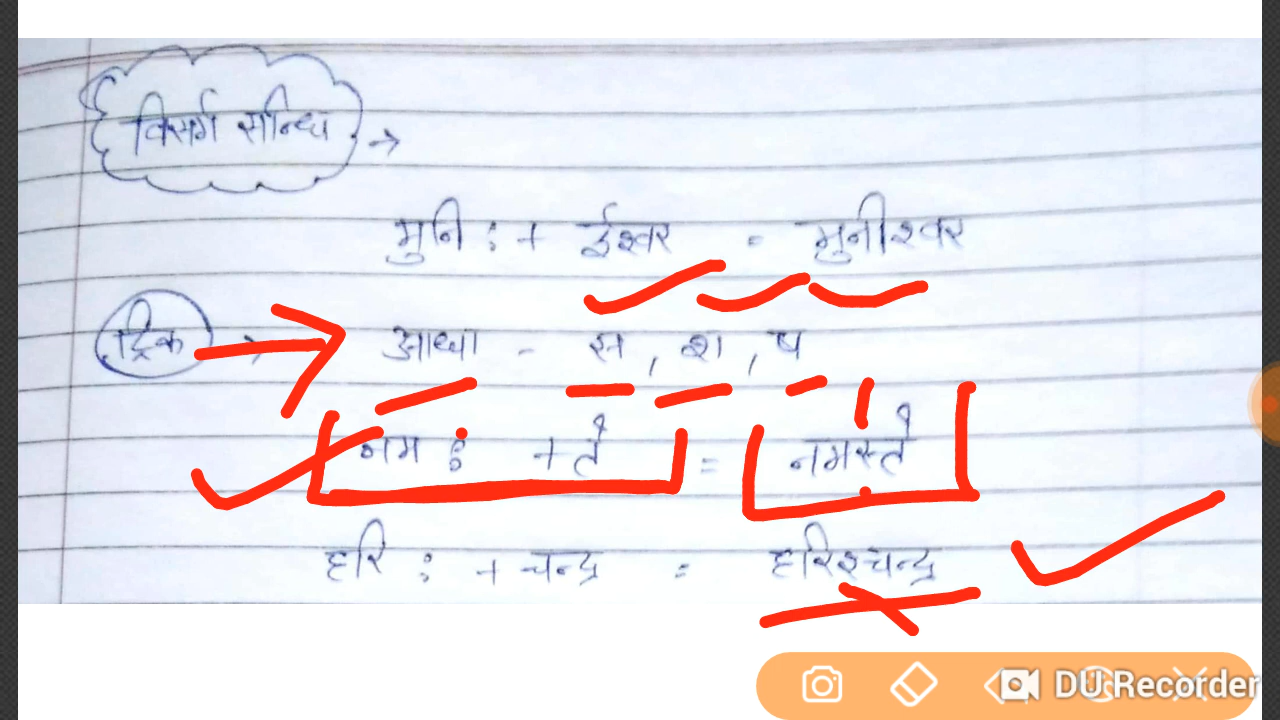 विसर्ग सन्धि →
मुनि : + ईश्वर = मुनीश्वर
ट्रिक → आधा - स , श , ष
नम : + ते = नमस्ते
हरि : + चन्द्र = हरिश्चन्द्र
DU Recorder